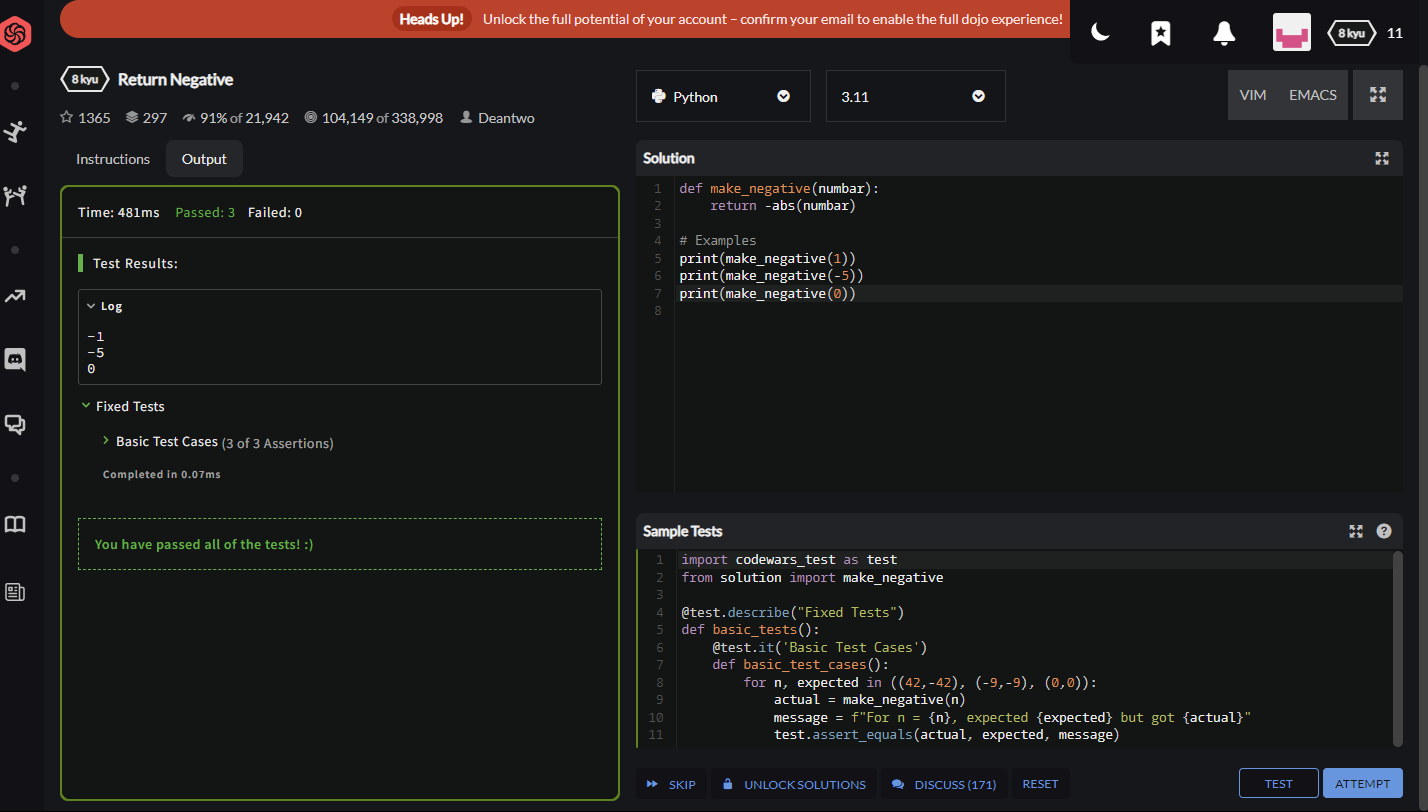 Heads Up! Unlock the full potential of your account – confirm your email to enable the full dojo experience!
8 kyu 11
8 kyu Return Negative
1365 297 91% of 21,942 104,149 of 338,998 Deantwo
Instructions Output
Time: 481ms Passed: 3 Failed: 0
Test Results:
Log
-1
-5
0
Fixed Tests
Basic Test Cases (3 of 3 Assertions)
Completed in 0.07ms
You have passed all of the tests! :)
Python 3.11 VIM EMACS
Solution
1 def make_negative(numbar):
2     return -abs(numbar)
3
4 # Examples
5 print(make_negative(1))
6 print(make_negative(-5))
7 print(make_negative(0))
8
Sample Tests ?
1 import codewars_test as test
2 from solution import make_negative
3
4 @test.describe("Fixed Tests")
5 def basic_tests():
6     @test.it('Basic Test Cases')
7     def basic_test_cases():
8         for n, expected in ((42,-42), (-9,-9), (0,0)):
9             actual = make_negative(n)
10             message = f"For n = {n}, expected {expected} but got {actual}"
11             test.assert_equals(actual, expected, message)
SKIP UNLOCK SOLUTIONS DISCUSS (171) RESET TEST ATTEMPT